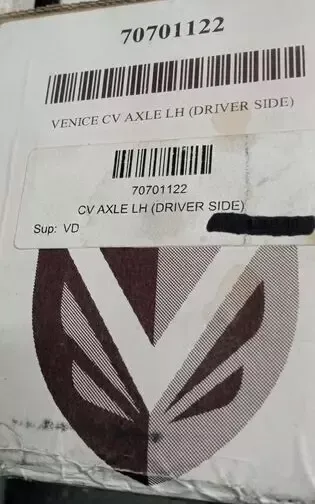 70701122
VENICE CV AXLE LH (DRIVER SIDE)
70701122
CV AXLE LH (DRIVER SIDE)
Sup: VD